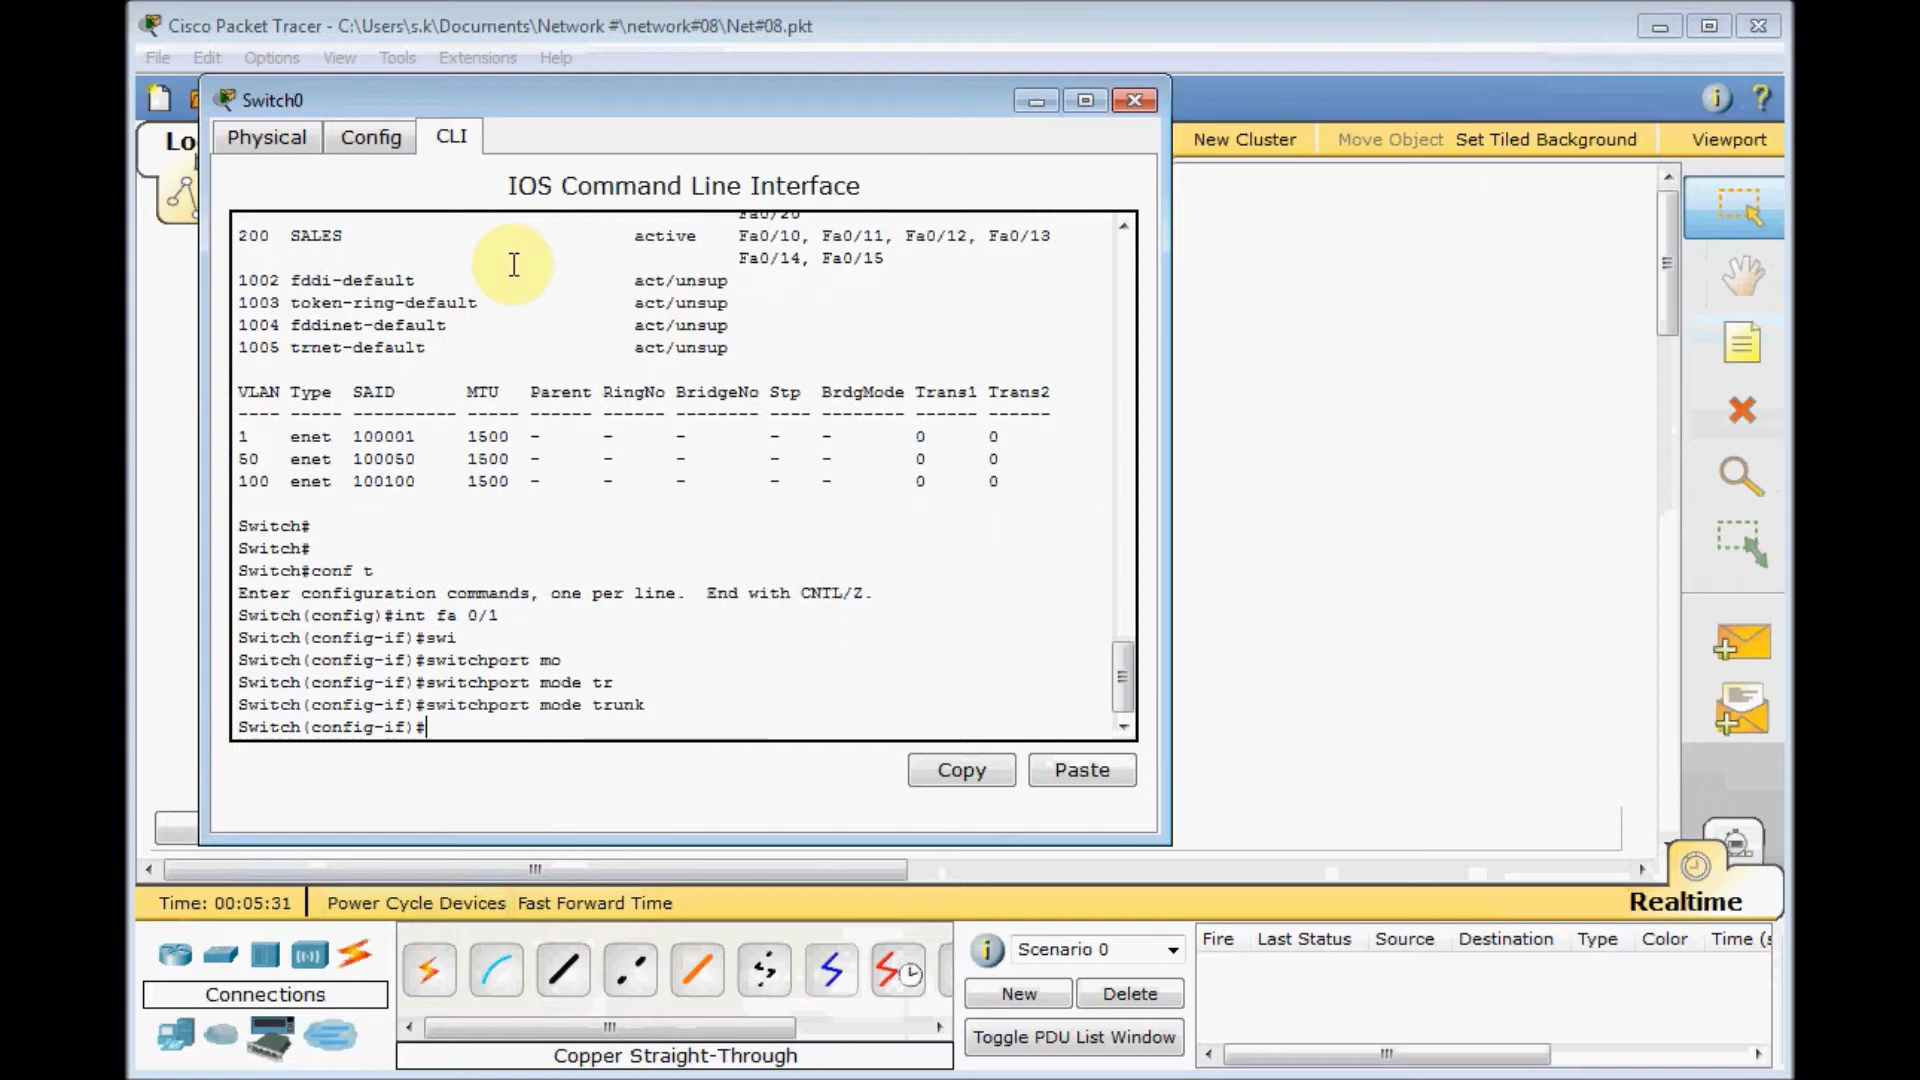 Cisco Packet Tracer - C:\Users\s.k\Documents\Network #\network#08\Net#08.pkt
File Edit Options View Tools Extensions Help
Switch0
Physical Config CLI
New Cluster Move Object Set Tiled Background Viewport
Lo
IOS Command Line Interface
Fa0/20
200 SALES active Fa0/10, Fa0/11, Fa0/12, Fa0/13
Fa0/14, Fa0/15
1002 fddi-default act/unsup
1003 token-ring-default act/unsup
1004 fddinet-default act/unsup
1005 trnet-default act/unsup
VLAN Type SAID MTU Parent RingNo BridgeNo Stp BrdgMode Trans1 Trans2
---- ----- ---------- ----- ------ ------ -------- ---- -------- ------ ------
1 enet 100001 1500 - - - - - 0 0
50 enet 100050 1500 - - - - - 0 0
100 enet 100100 1500 - - - - - 0 0
Switch#
Switch#
Switch#conf t
Enter configuration commands, one per line. End with CNTL/Z.
Switch(config)#int fa 0/1
Switch(config-if)#swi
Switch(config-if)#switchport mo
Switch(config-if)#switchport mode tr
Switch(config-if)#switchport mode trunk
Switch(config-if)#
Copy Paste
Time: 00:05:31 Power Cycle Devices Fast Forward Time
Realtime
Scenario 0
Fire Last Status Source Destination Type Color Time (s
Connections
New Delete
Toggle PDU List Window
Copper Straight-Through